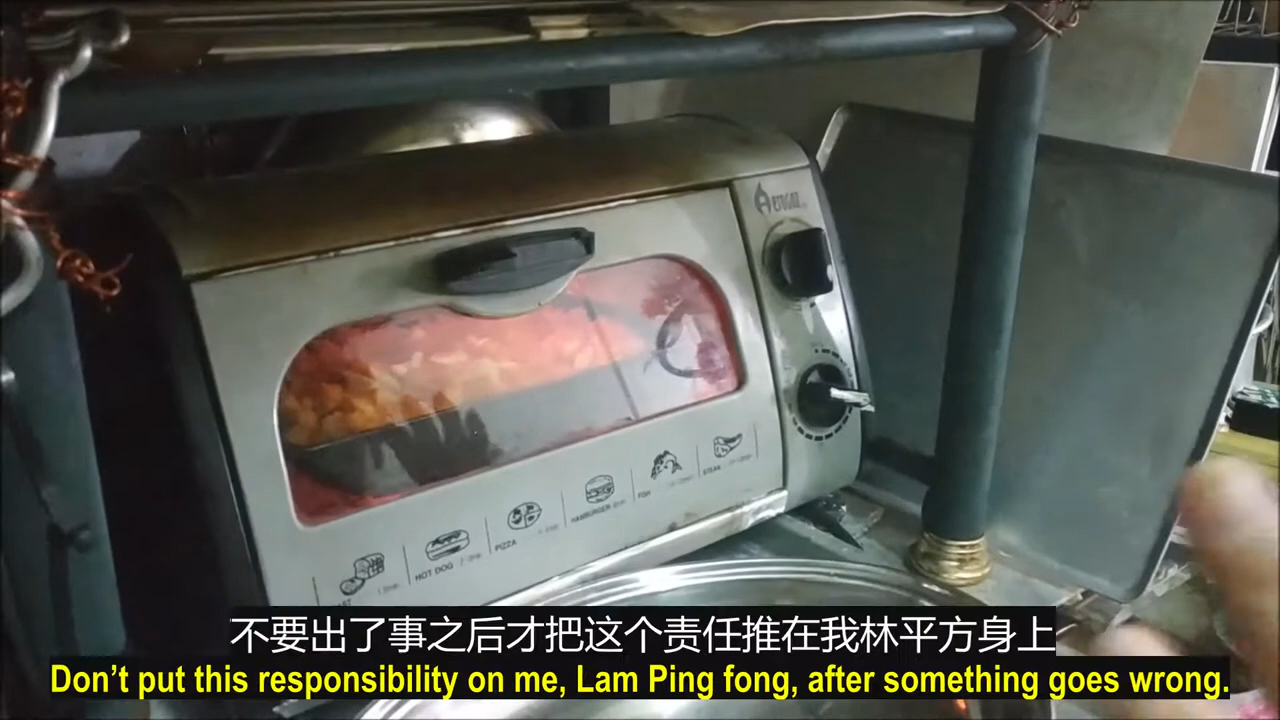 AEROGAZ
HOT DOG
PIZZA
HAMBURGER
FISH
STEAK
不要出了事之后才把这个责任推在我林平方身上
Don’t put this responsibility on me, Lam Ping fong, after something goes wrong.